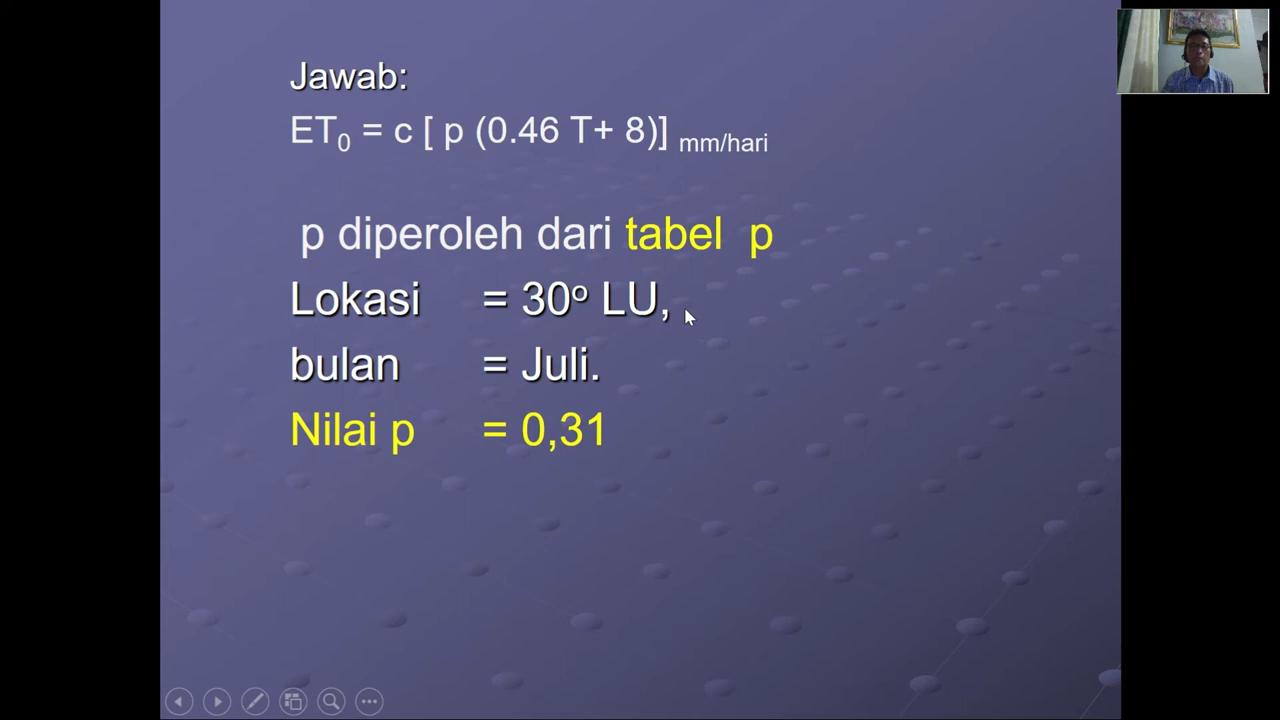 Jawab:
ET₀ = c [ p (0.46 T+ 8)] mm/hari
p diperoleh dari tabel p
Lokasi = 30º LU,
bulan = Juli.
Nilai p = 0,31